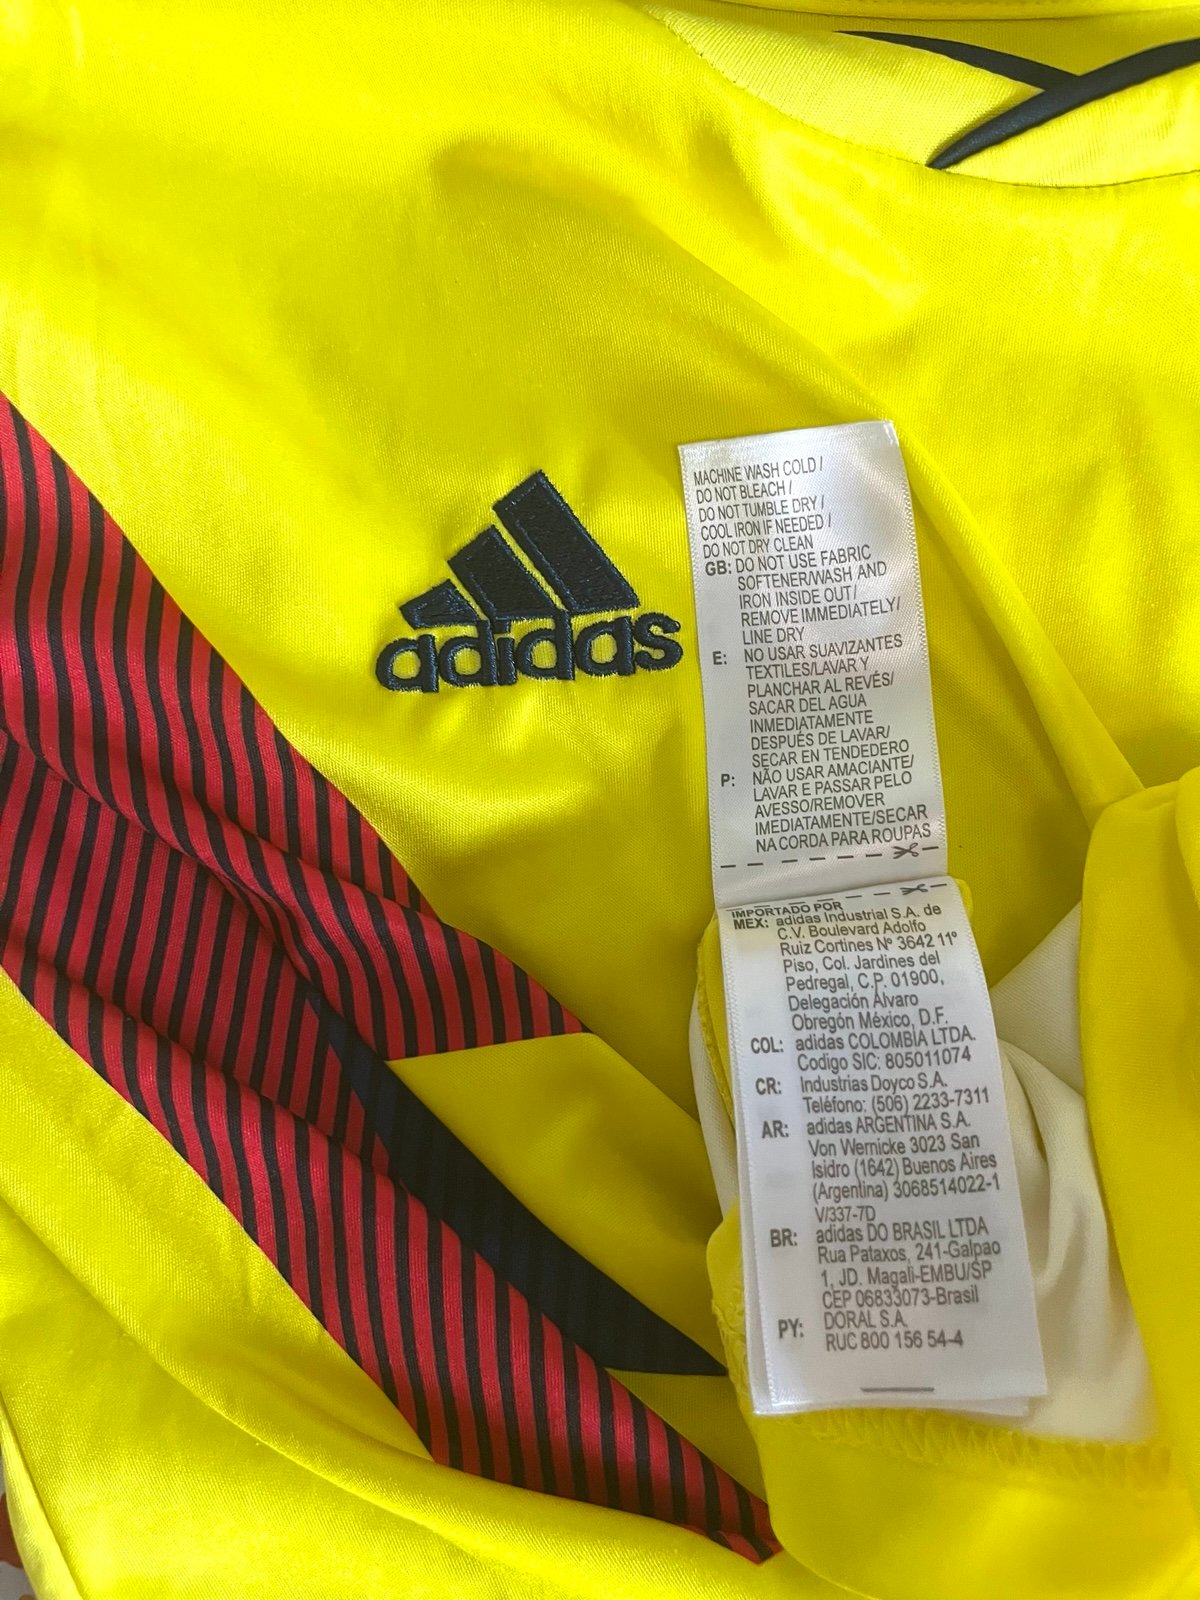 adidas
MACHINE WASH COLD /
DO NOT BLEACH /
DO NOT TUMBLE DRY /
COOL IRON IF NEEDED /
DO NOT DRY CLEAN
GB: DO NOT USE FABRIC
SOFTENER/WASH AND
IRON INSIDE OUT/
REMOVE IMMEDIATELY/
LINE DRY
E: NO USAR SUAVIZANTES
TEXTILES/LAVAR Y
PLANCHAR AL REVÉS/
SACAR DEL AGUA
INMEDIATAMENTE
DESPUÉS DE LAVAR/
SECAR EN TENDEDERO
P: NÃO USAR AMACIANTE/
LAVAR E PASSAR PELO
AVESSO/REMOVER
IMEDIATAMENTE/SECAR
NA CORDA PARA ROUPAS
IMPORTADO POR
MEX: adidas Industrial S.A. de
C.V. Boulevard Adolfo
Ruiz Cortines Nº 3642 11º
Piso, Col. Jardines del
Pedregal, C.P. 01900,
Delegación Álvaro
Obregón México, D.F.
COL: adidas COLOMBIA LTDA.
Codigo SIC: 805011074
CR: Industrias Doyco S.A.
Teléfono: (506) 2233-7311
AR: adidas ARGENTINA S.A.
Von Wernicke 3023 San
Isidro (1642) Buenos Aires
(Argentina) 3068514022-1
V/337-7D
BR: adidas DO BRASIL LTDA
Rua Pataxos, 241-Galpao
1, JD. Magali-EMBU/SP
CEP 06833073-Brasil
PY: DORAL S.A.
RUC 800 156 54-4